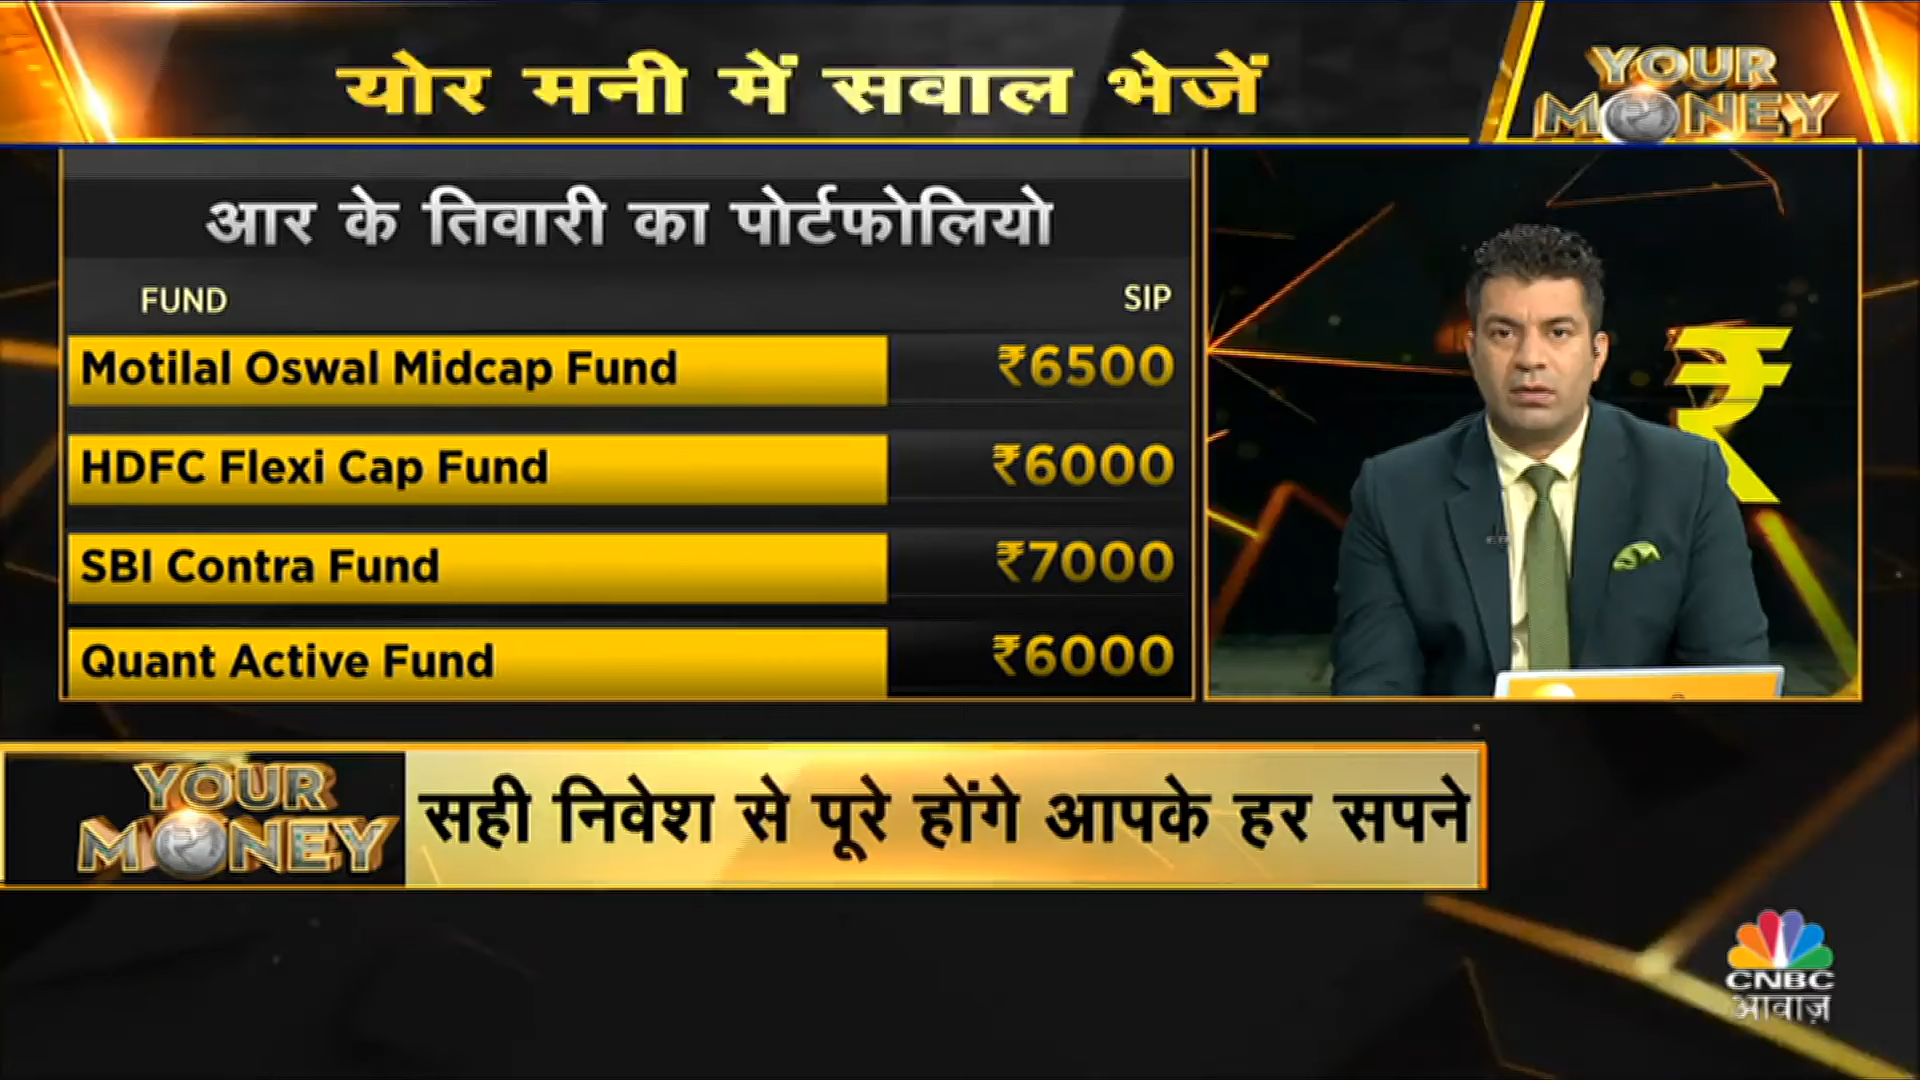 योर मनी में सवाल भेजें
YOUR
MONEY
आर के तिवारी का पोर्टफोलियो
FUND SIP
Motilal Oswal Midcap Fund ₹6500
HDFC Flexi Cap Fund ₹6000
SBI Contra Fund ₹7000
Quant Active Fund ₹6000
₹
YOUR
MONEY
सही निवेश से पूरे होंगे आपके हर सपने
CNBC
आवाज़